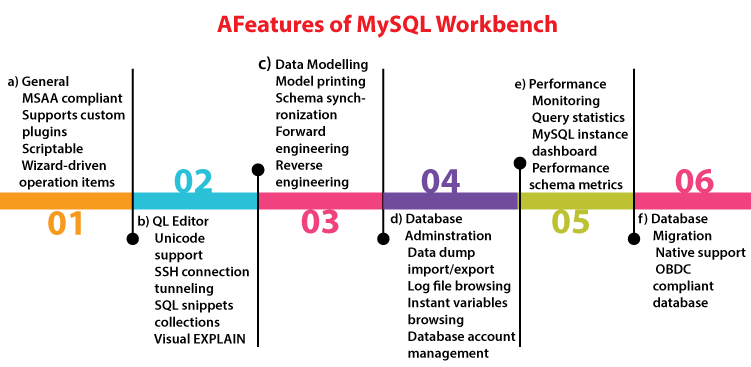 AFeatures of MySQL Workbench
a) General
MSAA compliant
Supports custom
plugins
Scriptable
Wizard-driven
operation items
01
02
b) QL Editor
Unicode
support
SSH connection
tunneling
SQL snippets
collections
Visual EXPLAIN
c) Data Modelling
Model printing
Schema synch-
ronization
Forward
engineering
Reverse
engineering
03
04
d) Database
Adminstration
Data dump
import/export
Log file browsing
Instant variables
browsing
Database account
management
e) Performance
Monitoring
Query statistics
MySQL instance
dashboard
Performance
schema metrics
05
06
f) Database
Migration
Native support
OBDC
compliant
database